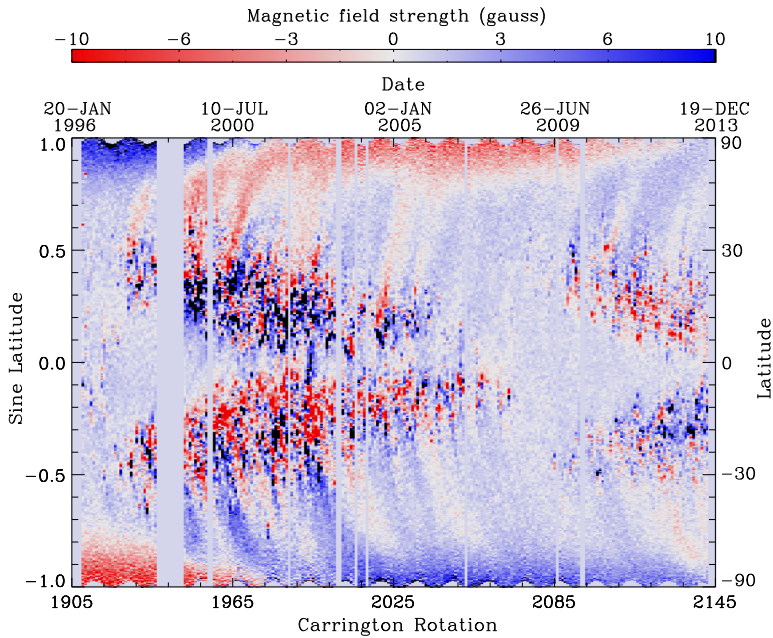 Magnetic field strength (gauss)
−10 −6 −3 0 3 6 10
Date
20−JAN 10−JUL 02−JAN 26−JUN 19−DEC
1996 2000 2005 2009 2013
1.0 90
0.5 30
0.0 0
−0.5 −30
−1.0 −90
Sine Latitude
Latitude
1905 1965 2025 2085 2145
Carrington Rotation